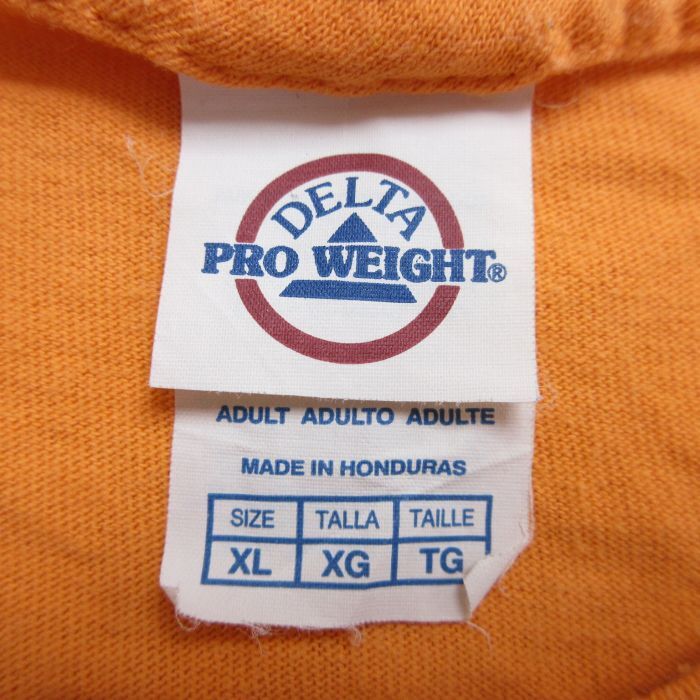 DELTA
PRO WEIGHT®
ADULT ADULTO ADULTE
MADE IN HONDURAS
SIZE TALLA TAILLE
XL XG TG